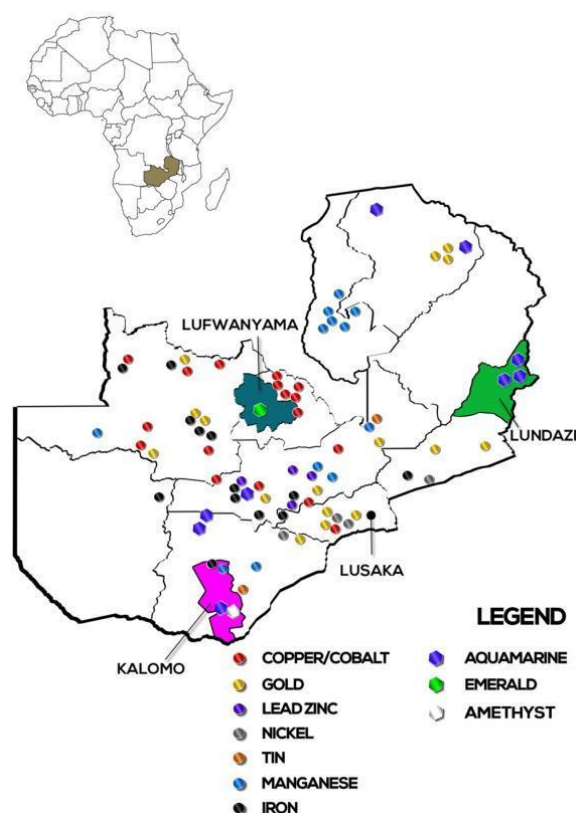 LUFWANYAMA
LUNDAZI
LUSAKA
KALOMO
LEGEND
COPPER/COBALT
GOLD
LEAD ZINC
NICKEL
TIN
MANGANESE
IRON
AQUAMARINE
EMERALD
AMETHYST